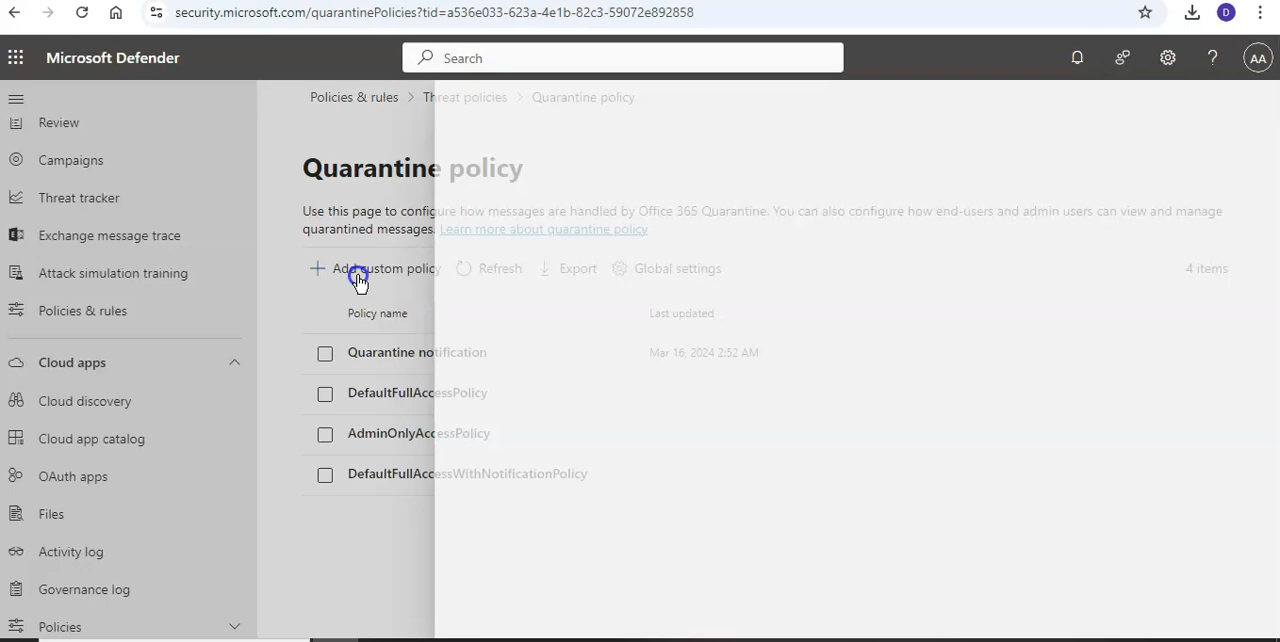 security.microsoft.com/quarantinePolicies?tid=a536e033-623a-4e1b-82c3-59072e892858
D
Microsoft Defender
Search
AA
Policies & rules > Threat policies > Quarantine policy
Review
Campaigns
Threat tracker
Exchange message trace
Attack simulation training
Policies & rules
Cloud apps
Cloud discovery
Cloud app catalog
OAuth apps
Files
Activity log
Governance log
Policies
Quarantine policy
Use this page to configure how messages are handled by Office 365 Quarantine. You can also configure how end-users and admin users can view and manage
quarantined messages. Learn more about quarantine policy
Add custom policy Refresh Export Global settings 4 items
Policy name Last updated
Quarantine notification Mar 16, 2024 2:52 AM
DefaultFullAccessPolicy
AdminOnlyAccessPolicy
DefaultFullAccessWithNotificationPolicy